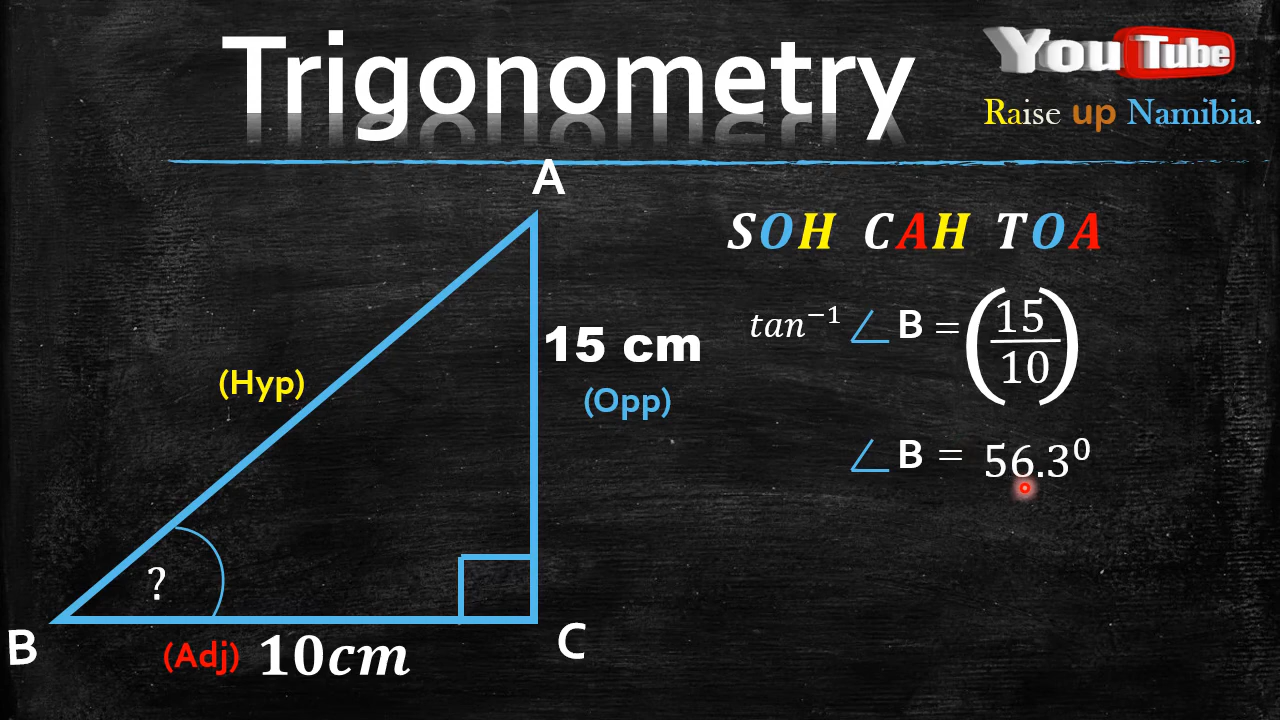 Trigonometry
YouTube
Raise up Namibia.
A
SOH CAH TOA
tan⁻¹ ∠ B = (15/10)
15 cm
(Hyp)
(Opp)
∠ B = 56.3⁰
?
B
(Adj) 10cm
C